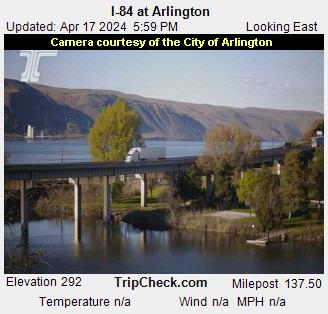 I-84 at Arlington
Updated: Apr 17 2024  5:59 PM    Looking East
Camera courtesy of the City of Arlington
Elevation 292    TripCheck.com    Milepost 137.50
Temperature n/a    Wind n/a  MPH n/a